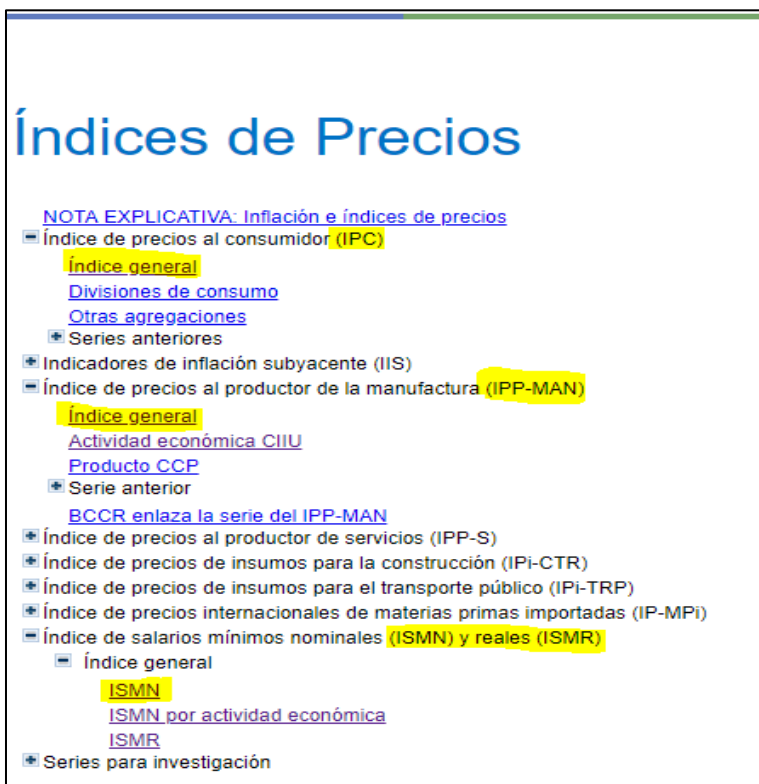 Índices de Precios
NOTA EXPLICATIVA: Inflación e índices de precios
Índice de precios al consumidor (IPC)
Índice general
Divisiones de consumo
Otras agregaciones
Series anteriores
Indicadores de inflación subyacente (IIS)
Índice de precios al productor de la manufactura (IPP-MAN)
Índice general
Actividad económica CIIU
Producto CCP
Serie anterior
BCCR enlaza la serie del IPP-MAN
Índice de precios al productor de servicios (IPP-S)
Índice de precios de insumos para la construcción (IPi-CTR)
Índice de precios de insumos para el transporte público (IPi-TRP)
Índice de precios internacionales de materias primas importadas (IP-MPi)
Índice de salarios mínimos nominales (ISMN) y reales (ISMR)
Índice general
ISMN
ISMN por actividad económica
ISMR
Series para investigación